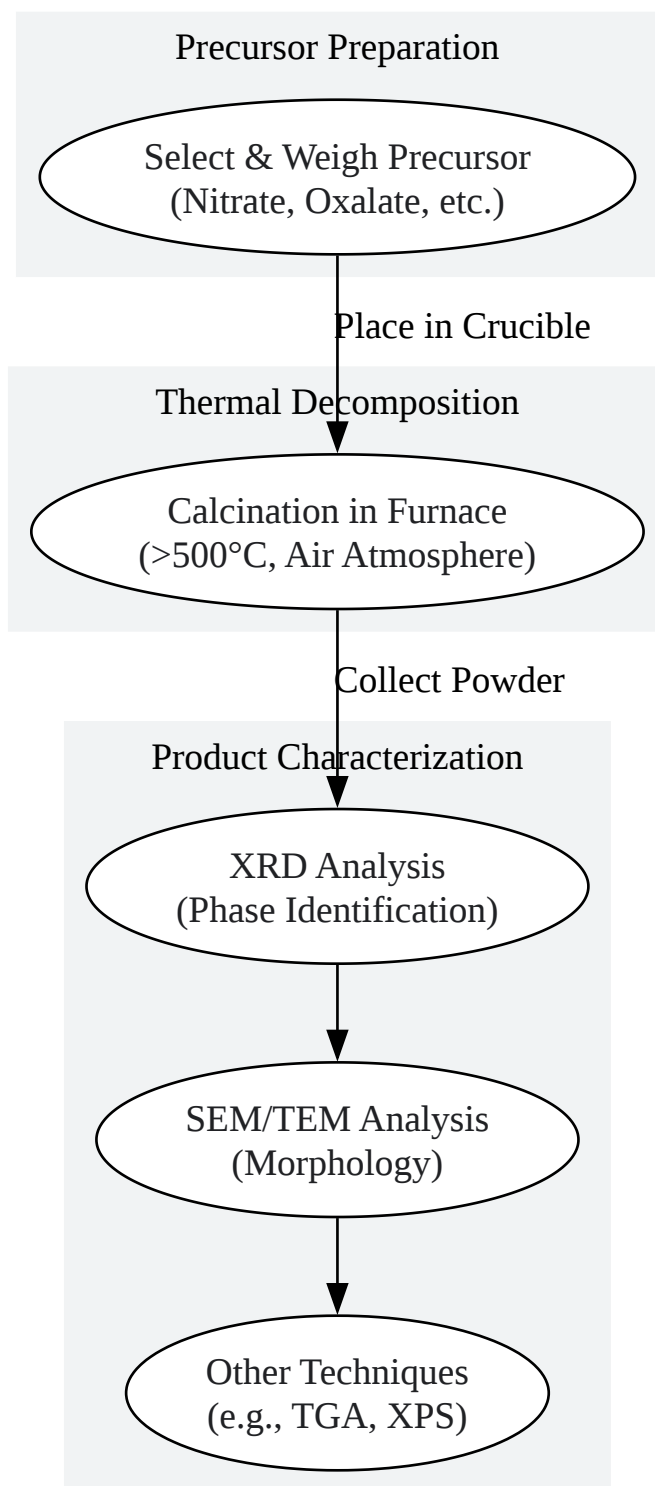 Precursor Preparation
Select & Weigh Precursor
(Nitrate, Oxalate, etc.)
Place in Crucible
Thermal Decomposition
Calcination in Furnace
(>500°C, Air Atmosphere)
Collect Powder
Product Characterization
XRD Analysis
(Phase Identification)
SEM/TEM Analysis
(Morphology)
Other Techniques
(e.g., TGA, XPS)